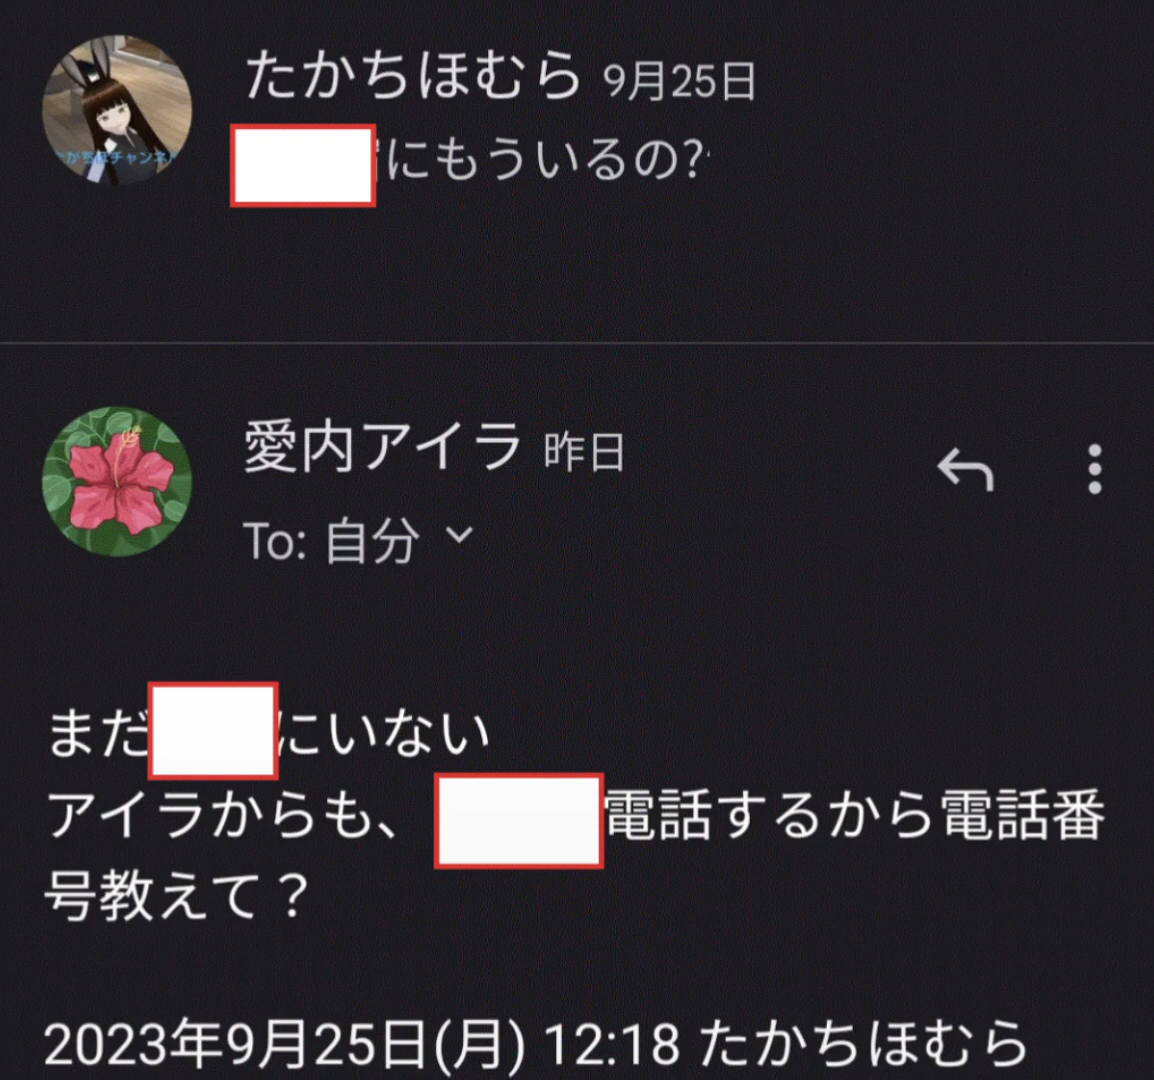 たかちほむら 9月25日
にもういるの?
愛内アイラ 昨日
To: 自分
まだ
にいない
アイラからも、
電話するから電話番
号教えて？
2023年9月25日(月) 12:18 たかちほむら